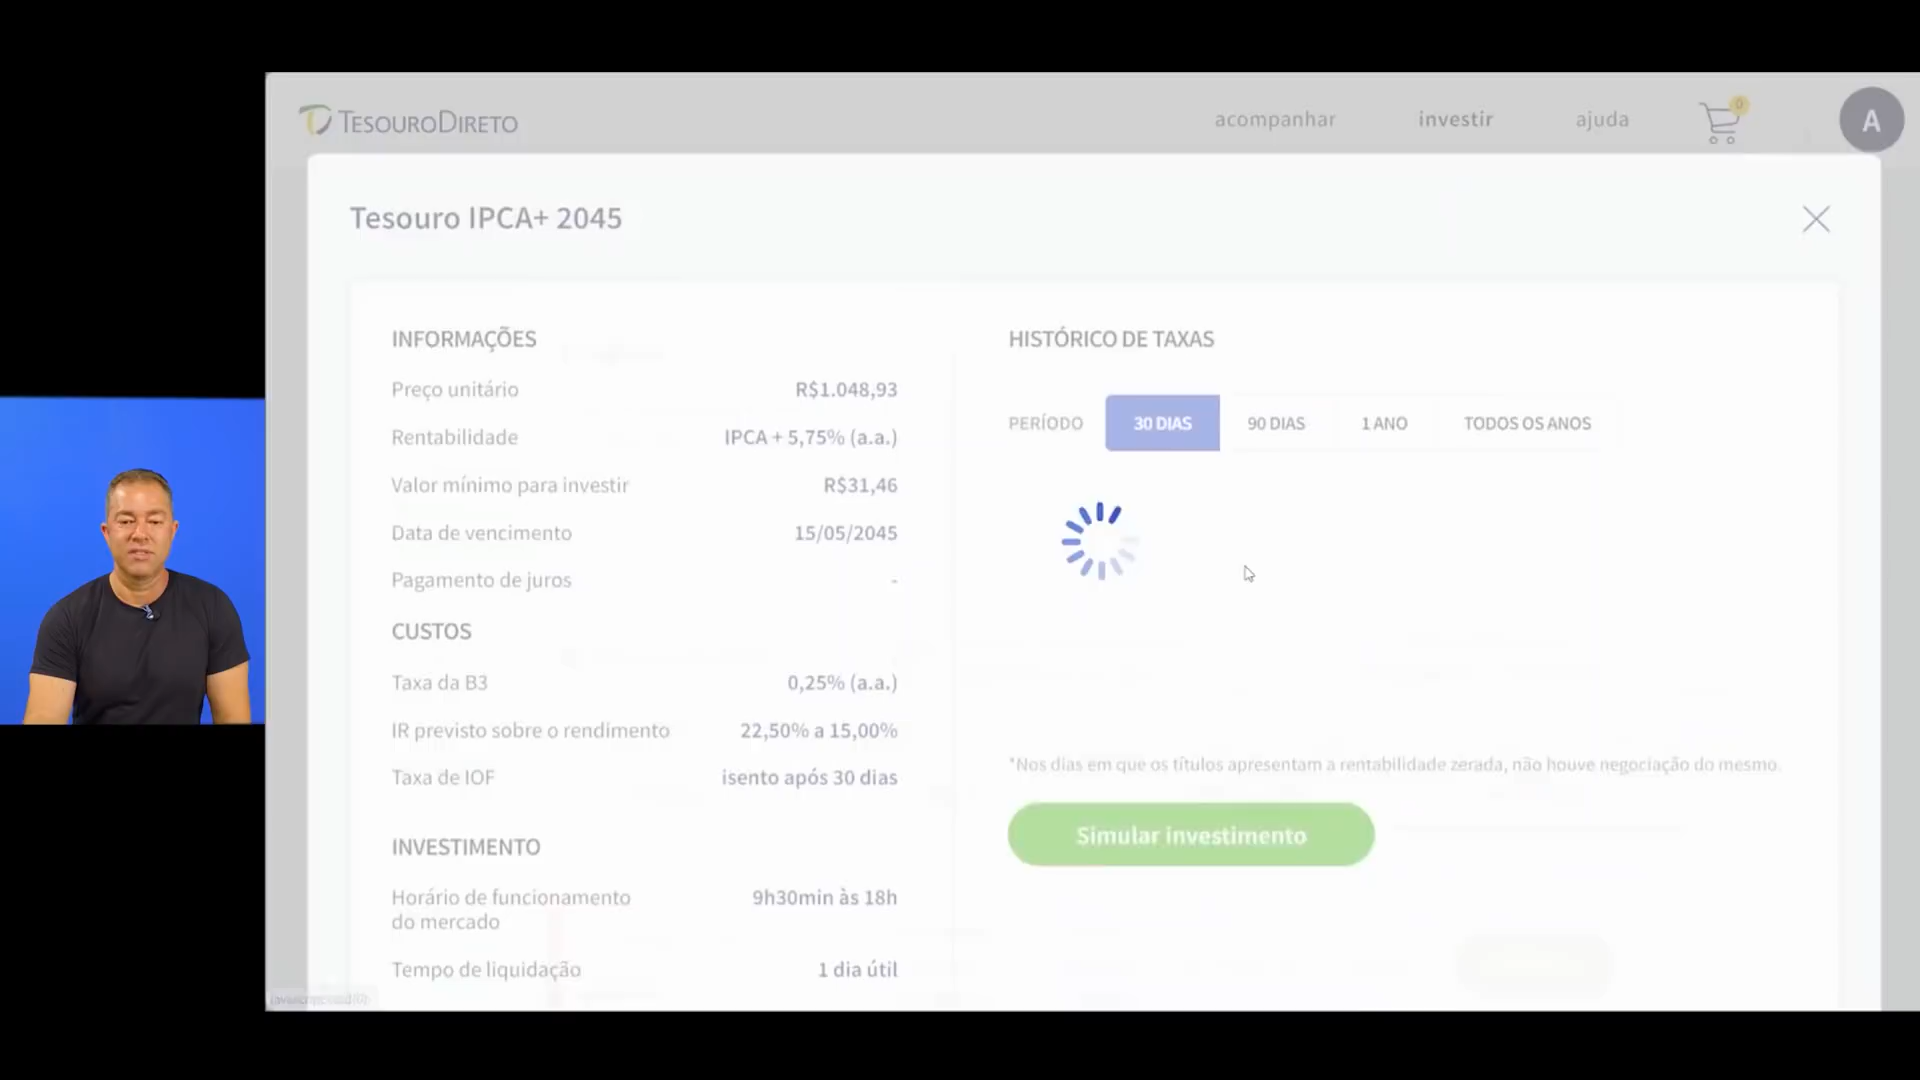 TESOURODIRETO
acompanhar
investir
ajuda
0
A
Tesouro IPCA+ 2045
INFORMAÇÕES
Preço unitário R$1.048,93
Rentabilidade IPCA + 5,75% (a.a.)
Valor mínimo para investir R$31,46
Data de vencimento 15/05/2045
Pagamento de juros -
CUSTOS
Taxa da B3 0,25% (a.a.)
IR previsto sobre o rendimento 22,50% a 15,00%
Taxa de IOF isento após 30 dias
INVESTIMENTO
Horário de funcionamento 9h30min às 18h
do mercado
Tempo de liquidação 1 dia útil
HISTÓRICO DE TAXAS
PERÍODO 30 DIAS 90 DIAS 1 ANO TODOS OS ANOS
*Nos dias em que os títulos apresentam a rentabilidade zerada, não houve negociação do mesmo.
Simular investimento